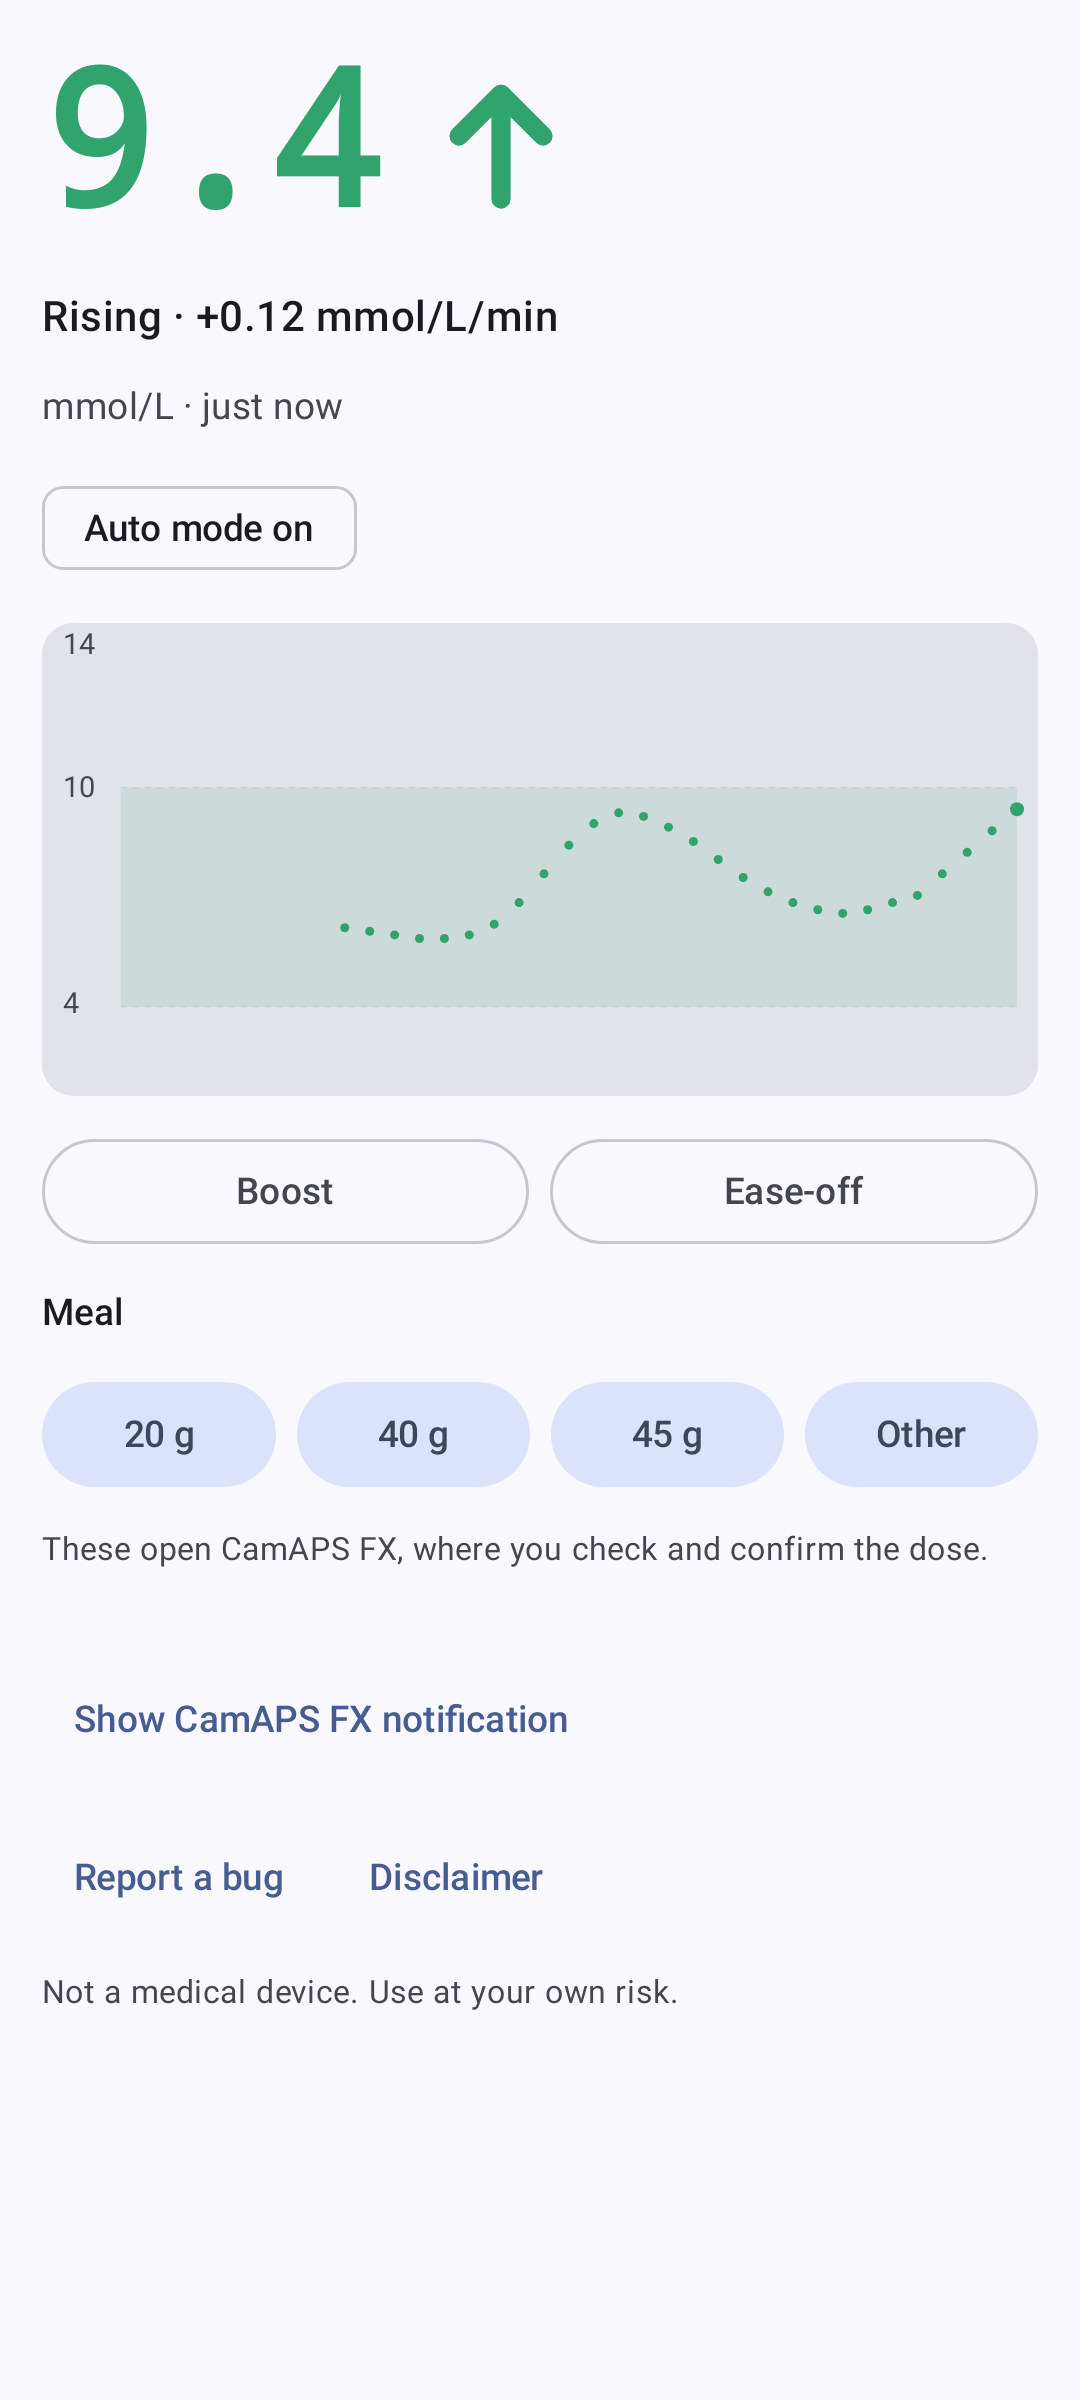 9.4
Rising · +0.12 mmol/L/min
mmol/L · just now
Auto mode on
14
10
4
Boost
Ease-off
Meal
20 g
40 g
45 g
Other
These open CamAPS FX, where you check and confirm the dose.
Show CamAPS FX notification
Report a bug
Disclaimer
Not a medical device. Use at your own risk.